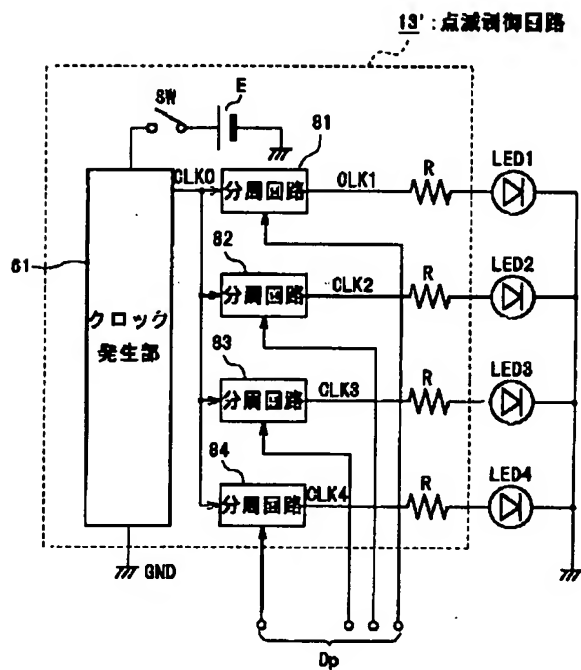 13':点滅制御回路
E
SW
81
CLK0
分周回路
CLK1
R
LED1
61
82
分周回路
CLK2
R
LED2
クロック
発生部
83
分周回路
CLK3
R
LED3
84
分周回路
CLK4
R
LED4
GND
Dp